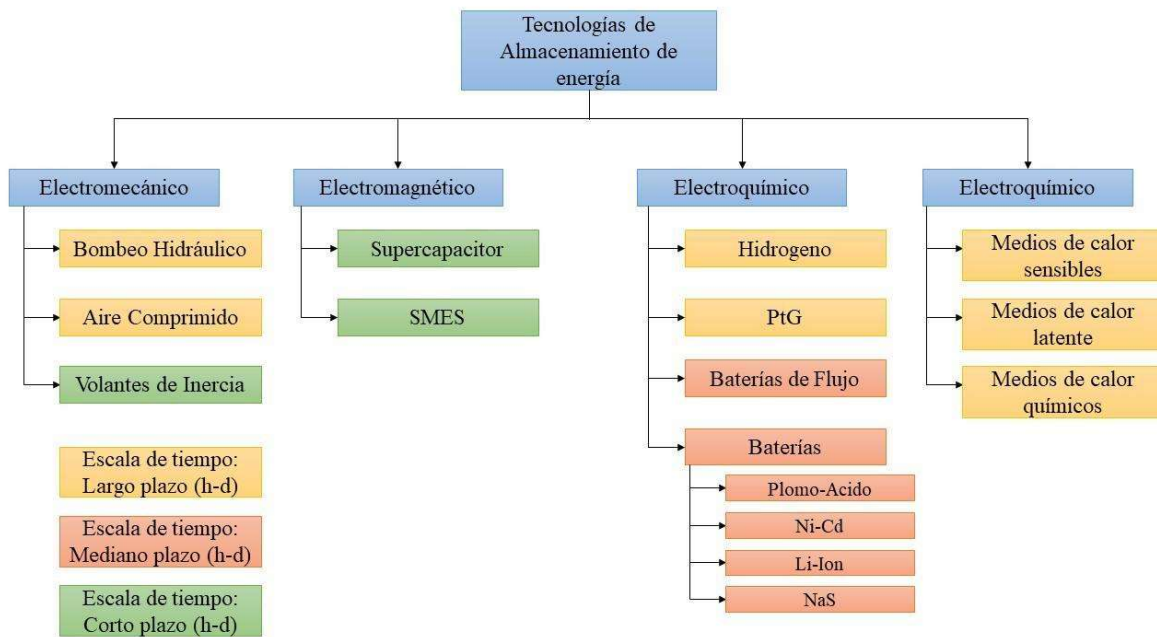 Tecnologías de
Almacenamiento de
energía
Electromecánico
Electromagnético
Electroquímico
Electroquímico
Bombeo Hidráulico
Aire Comprimido
Volantes de Inercia
Supercapacitor
SMES
Hidrogeno
PtG
Baterías de Flujo
Baterías
Plomo-Acido
Ni-Cd
Li-Ion
NaS
Medios de calor
sensibles
Medios de calor
latente
Medios de calor
químicos
Escala de tiempo:
Largo plazo (h-d)
Escala de tiempo:
Mediano plazo (h-d)
Escala de tiempo:
Corto plazo (h-d)